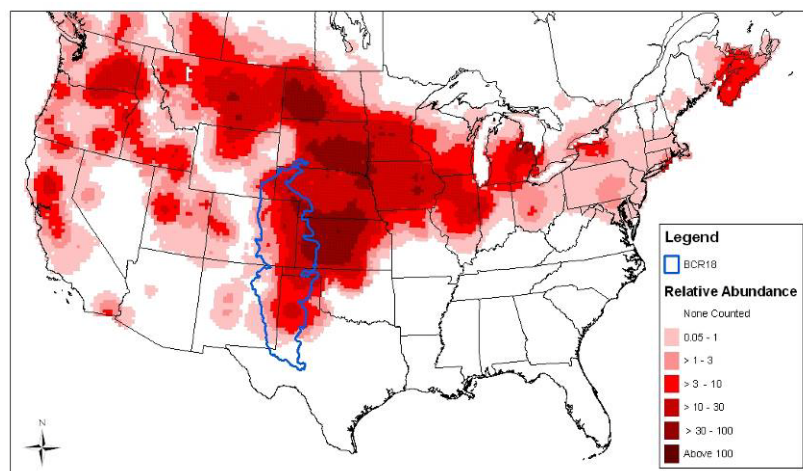 Legend
BCR18
Relative Abundance
None Counted
0.05 - 1
> 1 - 3
> 3 - 10
> 10 - 30
> 30 - 100
Above 100
N